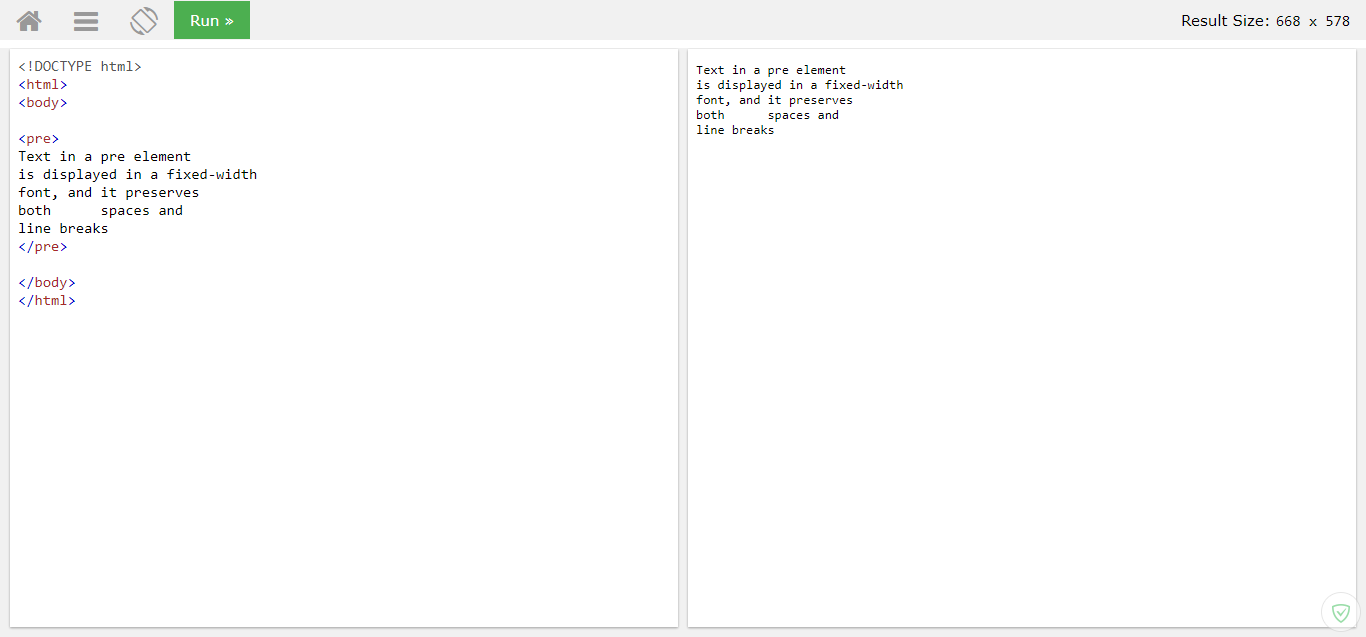 Run »
Result Size: 668 x 578
<!DOCTYPE html>
<html>
<body>
<pre>
Text in a pre element
is displayed in a fixed-width
font, and it preserves
both      spaces and
line breaks
</pre>
</body>
</html>
Text in a pre element
is displayed in a fixed-width
font, and it preserves
both      spaces and
line breaks